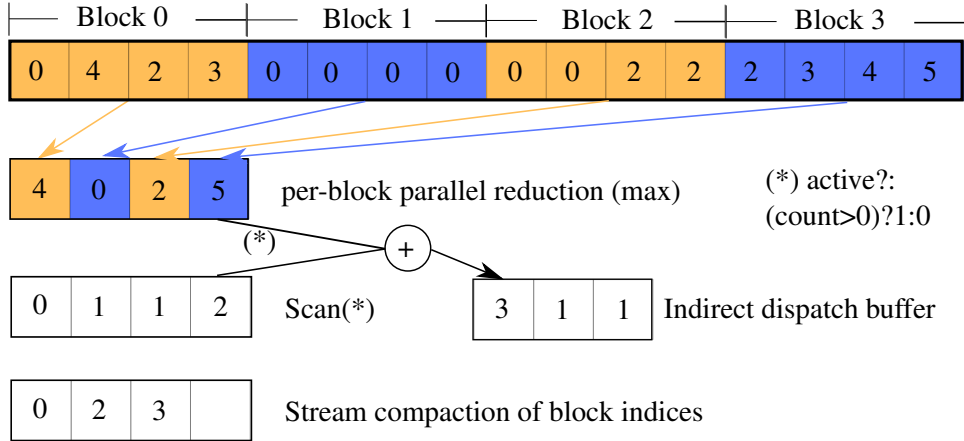 Block 0 Block 1 Block 2 Block 3
0 4 2 3 0 0 0 0 0 0 2 2 2 3 4 5
4 0 2 5
per-block parallel reduction (max)
(*) active?:
(count>0)?1:0
(*)
+
0 1 1 2
Scan(*)
3 1 1
Indirect dispatch buffer
0 2 3
Stream compaction of block indices